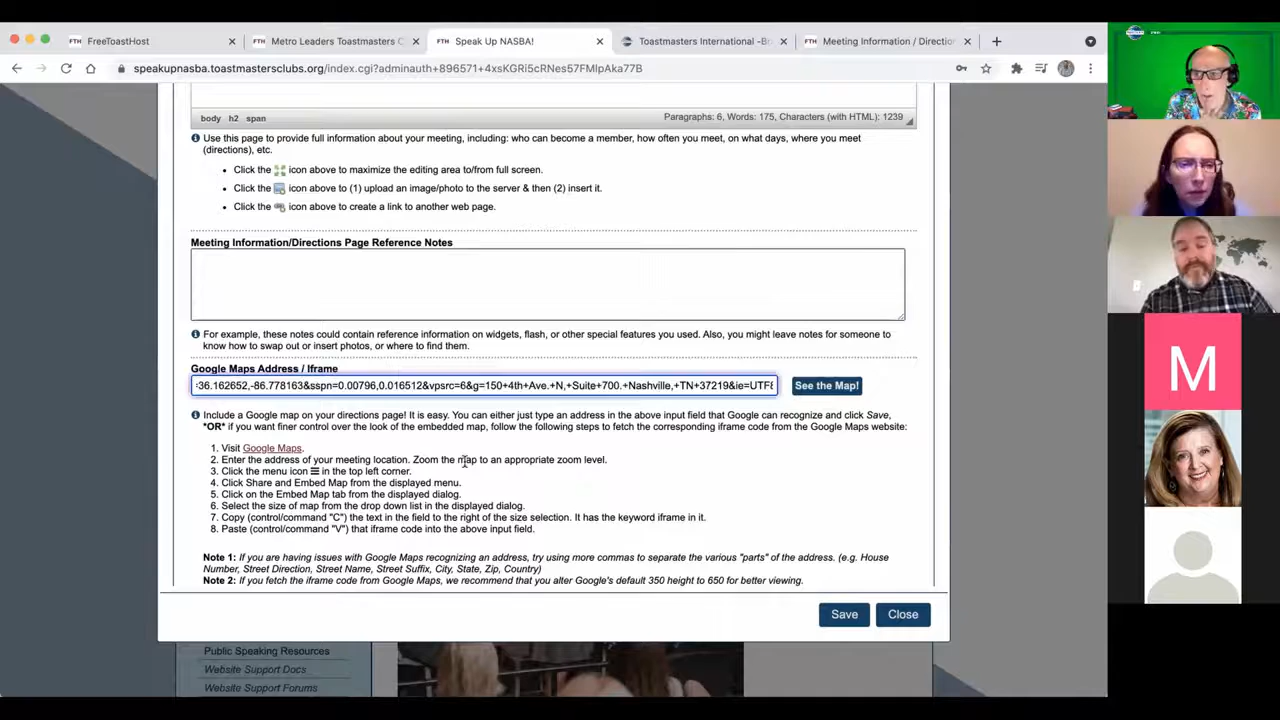 FTH FreeToastHost
FTH Metro Leaders Toastmasters C
FTH Speak Up NASBA!
Toastmasters International -Br
FTH Meeting Information / Directio
speakupnasba.toastmastersclubs.org/index.cgi?adminauth+896571+4xsKGRi5cRNes57FMlpAka77B
body h2 span
Paragraphs: 6, Words: 175, Characters (with HTML): 1239
Use this page to provide full information about your meeting, including: who can become a member, how often you meet, on what days, where you meet
(directions), etc.
• Click the icon above to maximize the editing area to/from full screen.
• Click the icon above to (1) upload an image/photo to the server & then (2) insert it.
• Click the icon above to create a link to another web page.
Meeting Information/Directions Page Reference Notes
For example, these notes could contain reference information on widgets, flash, or other special features you used. Also, you might leave notes for someone to
know how to swap out or insert photos, or where to find them.
Google Maps Address / Iframe
=36.162652,-86.778163&sspn=0.00796,0.016512&vpsrc=6&g=150+4th+Ave.+N,+Suite+700.+Nashville,+TN+37219&ie=UTF8
See the Map!
Include a Google map on your directions page! It is easy. You can either just type an address in the above input field that Google can recognize and click Save,
*OR* if you want finer control over the look of the embedded map, follow the following steps to fetch the corresponding iframe code from the Google Maps website:
1. Visit Google Maps.
2. Enter the address of your meeting location. Zoom the map to an appropriate zoom level.
3. Click the menu icon ☰ in the top left corner.
4. Click Share and Embed Map from the displayed menu.
5. Click on the Embed Map tab from the displayed dialog.
6. Select the size of map from the drop down list in the displayed dialog.
7. Copy (control/command "C") the text in the field to the right of the size selection. It has the keyword iframe in it.
8. Paste (control/command "V") that iframe code into the above input field.
Note 1: If you are having issues with Google Maps recognizing an address, try using more commas to separate the various "parts" of the address. (e.g. House
Number, Street Direction, Street Name, Street Suffix, City, State, Zip, Country)
Note 2: If you fetch the iframe code from Google Maps, we recommend that you alter Google's default 350 height to 650 for better viewing.
Save
Close
Public Speaking Resources
Website Support Docs
Website Support Forums
M